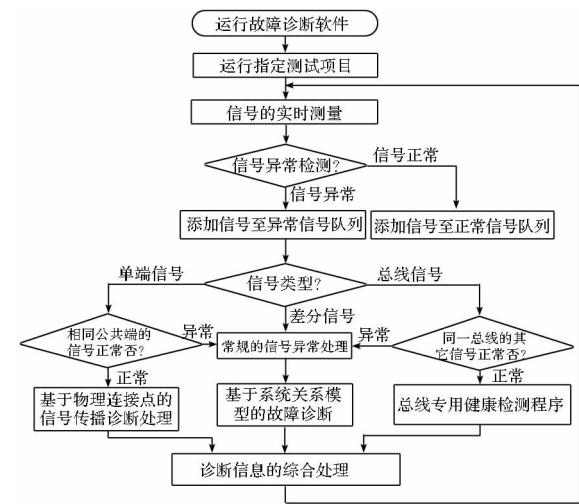 运行故障诊断软件
运行指定测试项目
信号的实时测量
信号异常检测?
信号正常
信号异常
添加信号至异常信号队列
添加信号至正常信号队列
单端信号
信号类型?
总线信号
差分信号
相同公共端的
信号正常否?
异常
常规的信号异常处理
异常
同一总线的其
它信号正常否?
正常
正常
基于物理连接点的
信号传播诊断处理
基于系统关系模
型的故障诊断
总线专用健康检测程序
诊断信息的综合处理